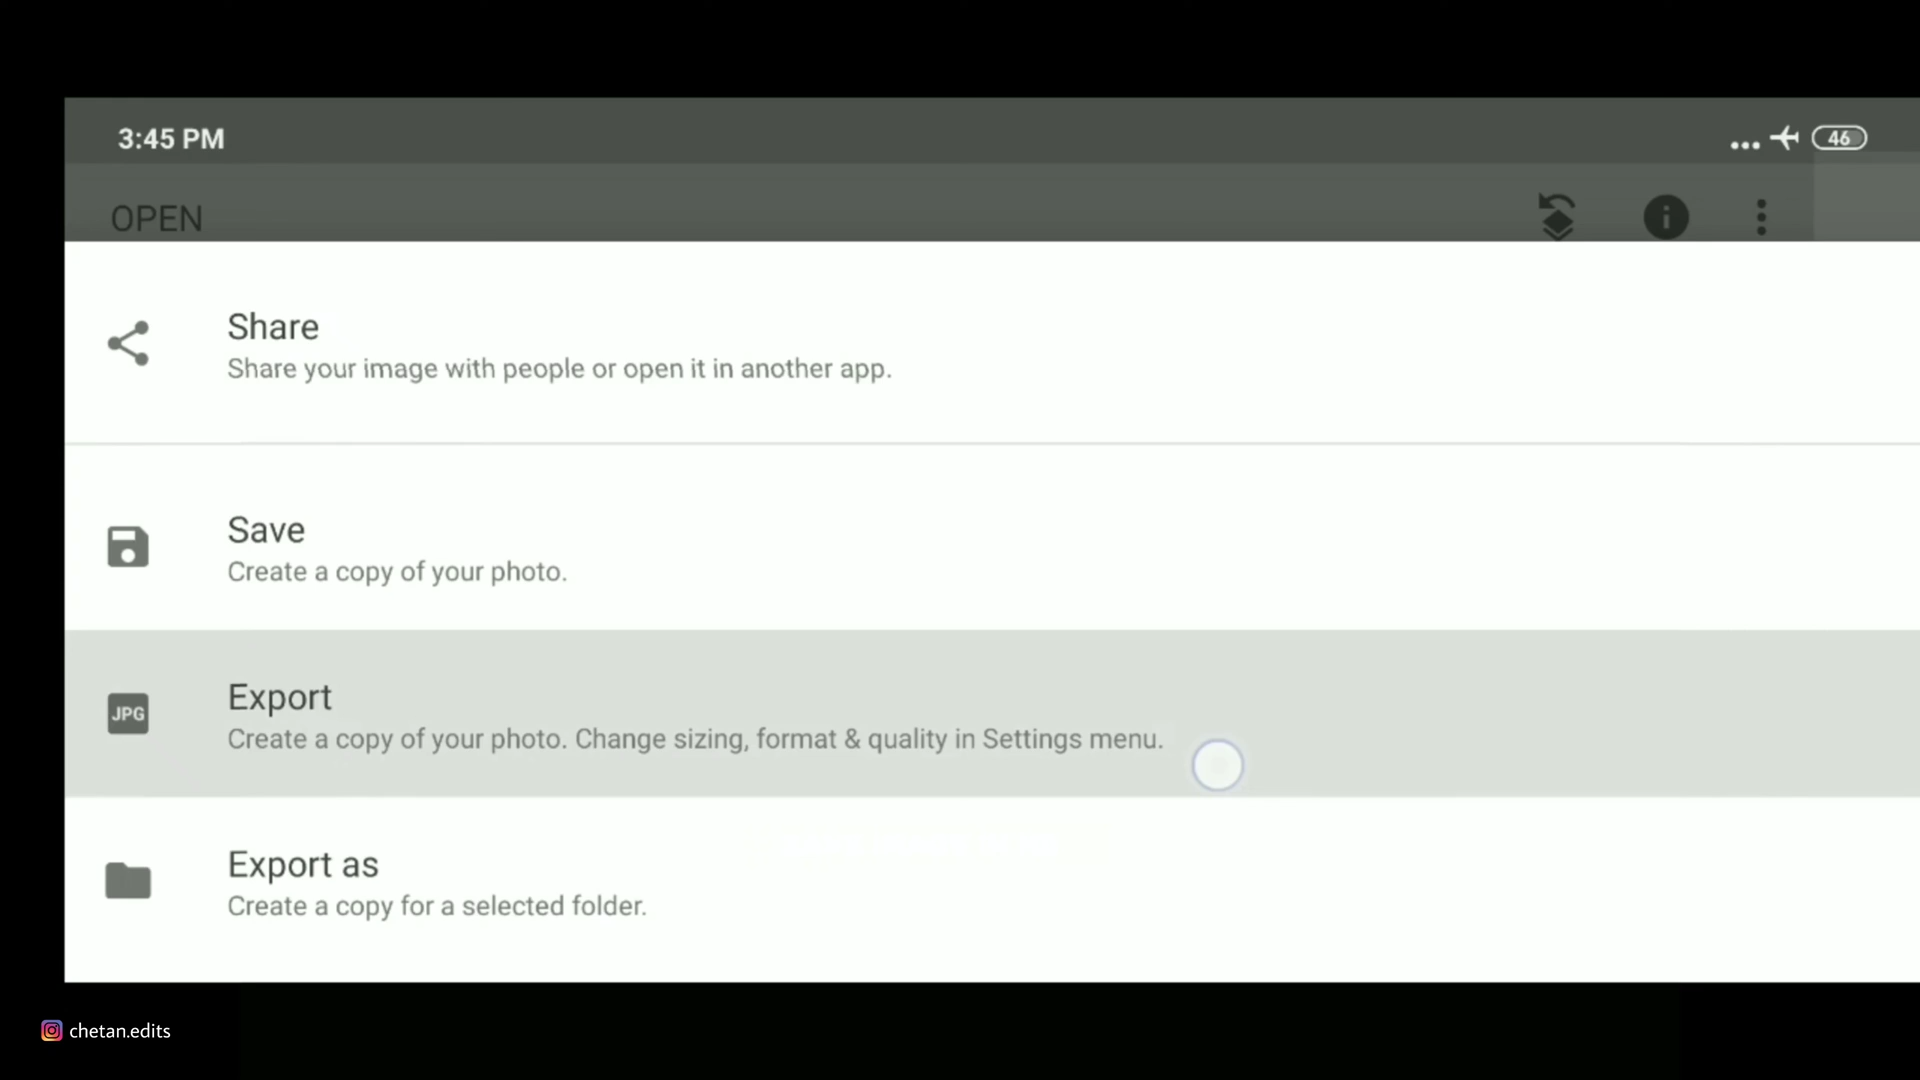 3:45 PM
46
OPEN
Share
Share your image with people or open it in another app.
Save
Create a copy of your photo.
JPG
Export
Create a copy of your photo. Change sizing, format & quality in Settings menu.
Export as
Create a copy for a selected folder.
chetan.edits